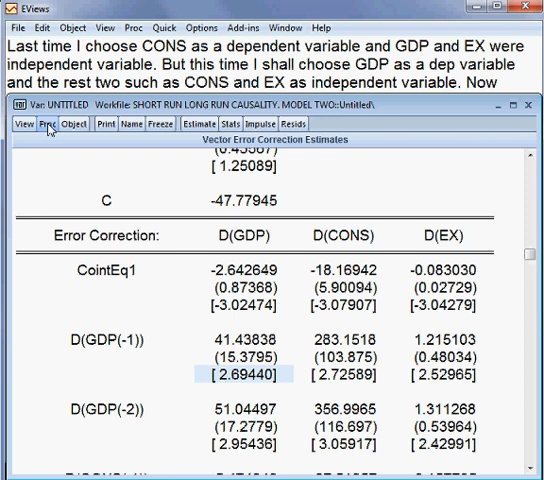 EViews
File Edit Object View Proc Quick Options Add-ins Window Help
Last time I choose CONS as a dependent variable and GDP and EX were
independent variable. But this time I shall choose GDP as a dep variable
and the rest two such as CONS and EX as independent variable. Now
Var: UNTITLED Workfile: SHORT RUN LONG RUN CAUSALITY. MODEL TWO::Untitled\
View Proc Object Print Name Freeze Estimate Stats Impulse Resids
Vector Error Correction Estimates
[ 1.25089]
C -47.77945
Error Correction: D(GDP) D(CONS) D(EX)
CointEq1 -2.642649 -18.16942 -0.083030
(0.87368) (5.90094) (0.02729)
[-3.02474] [-3.07907] [-3.04279]
D(GDP(-1)) 41.43838 283.1518 1.215103
(15.3795) (103.875) (0.48034)
[ 2.69440] [ 2.72589] [ 2.52965]
D(GDP(-2)) 51.04497 356.9965 1.311268
(17.2779) (116.697) (0.53964)
[ 2.95436] [ 3.05917] [ 2.42991]